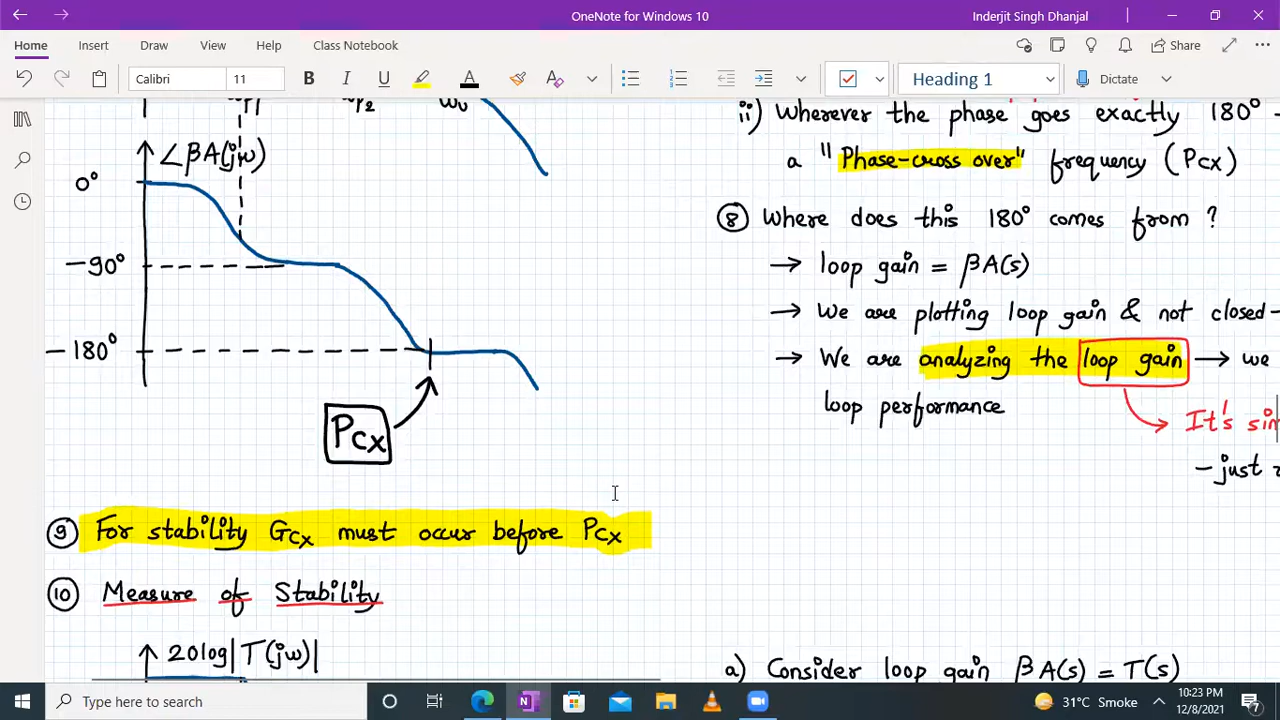 OneNote for Windows 10
Inderjit Singh Dhanjal
Home Insert Draw View Help Class Notebook
Share
Calibri 11 B I U A Heading 1 Dictate
ωp2
∠βA(jω)
0°
-90°
-180°
PCX
⑨ For stability GCX must occur before PCX
⑩ Measure of Stability
20log|T(jω)|
ii) Wherever the phase goes exactly 180°
a "Phase-cross over" frequency (PCX)
⑧ Where does this 180° comes from ?
→ loop gain = βA(s)
→ We are plotting loop gain & not closed-
→ We are analyzing the loop gain → we
loop performance
It's
- just
a) Consider loop gain βA(s) = T(s)
Type here to search
31°C Smoke
10:23 PM
12/8/2021
7